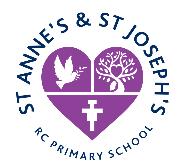 ST ANNE'S & ST JOSEPH'S
RC PRIMARY SCHOOL